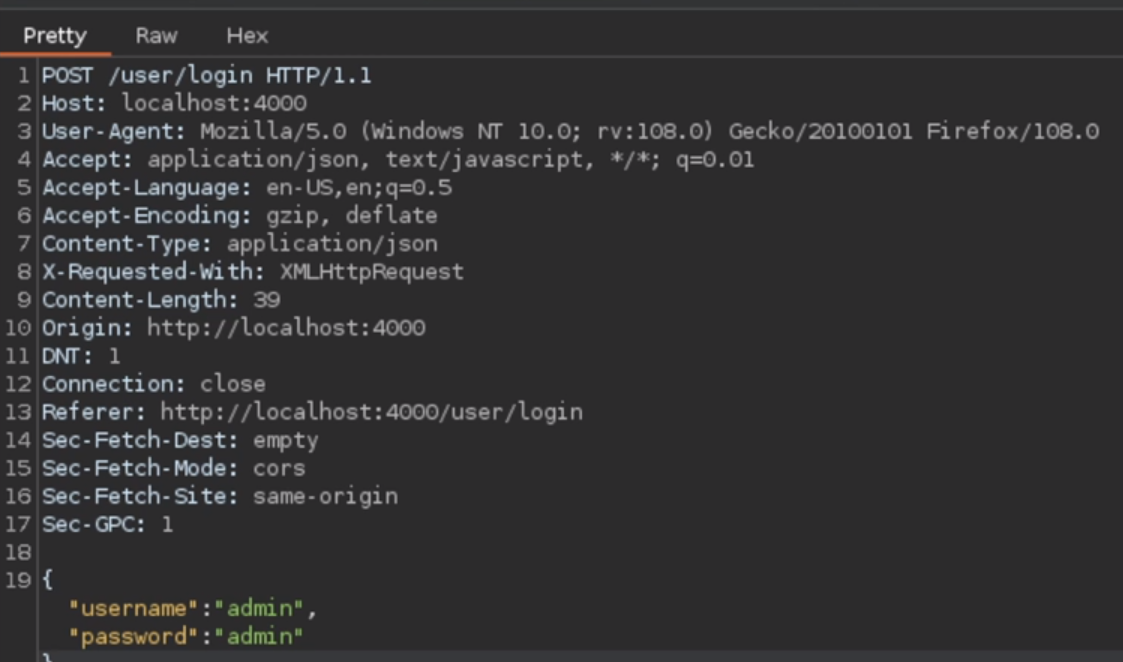 Pretty Raw Hex
1 POST /user/login HTTP/1.1
2 Host: localhost:4000
3 User-Agent: Mozilla/5.0 (Windows NT 10.0; rv:108.0) Gecko/20100101 Firefox/108.0
4 Accept: application/json, text/javascript, */*; q=0.01
5 Accept-Language: en-US,en;q=0.5
6 Accept-Encoding: gzip, deflate
7 Content-Type: application/json
8 X-Requested-With: XMLHttpRequest
9 Content-Length: 39
10 Origin: http://localhost:4000
11 DNT: 1
12 Connection: close
13 Referer: http://localhost:4000/user/login
14 Sec-Fetch-Dest: empty
15 Sec-Fetch-Mode: cors
16 Sec-Fetch-Site: same-origin
17 Sec-GPC: 1
18
19 {
"username":"admin",
"password":"admin"
}